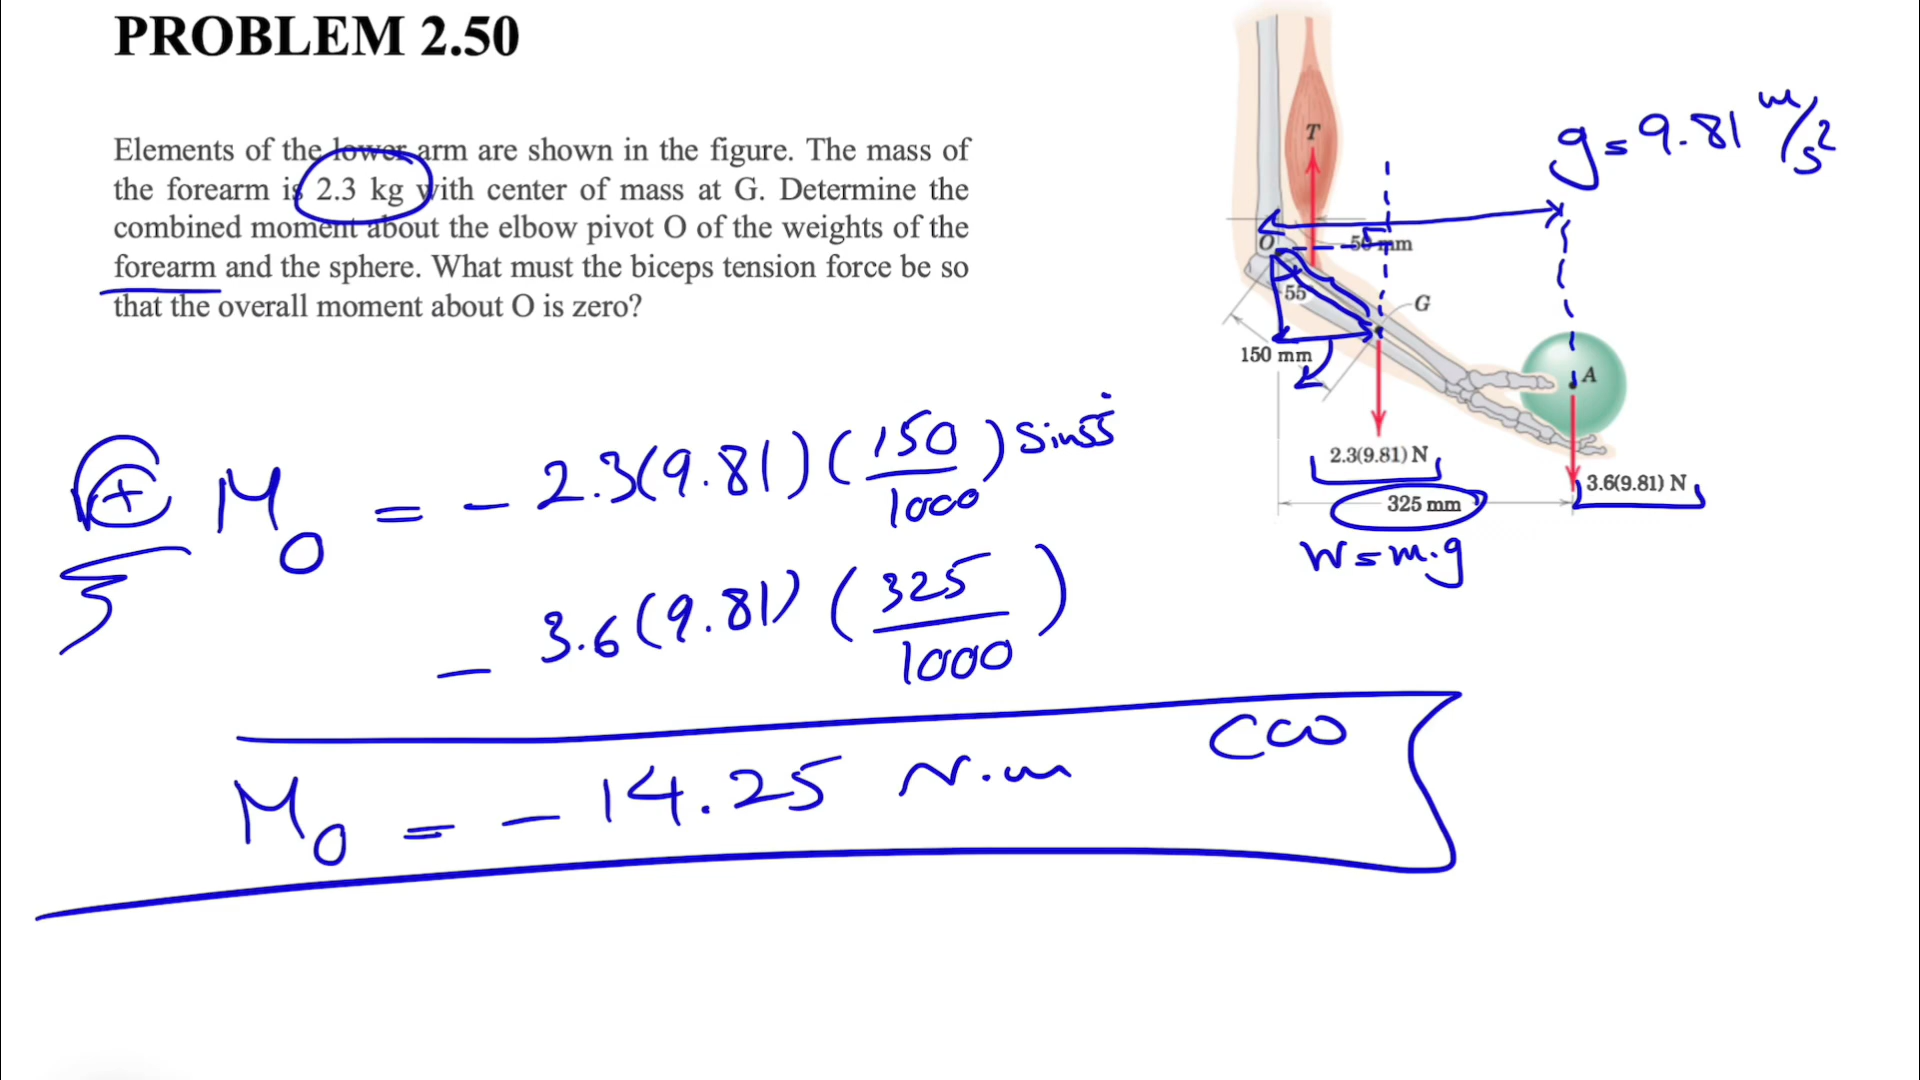 PROBLEM 2.50
Elements of the lower arm are shown in the figure. The mass of
the forearm is 2.3 kg with center of mass at G. Determine the
combined moment about the elbow pivot O of the weights of the
forearm and the sphere. What must the biceps tension force be so
that the overall moment about O is zero?
T
g = 9.81 m/s²
O
50 mm
55°
G
150 mm
A
2.3(9.81) N
3.6(9.81) N
325 mm
W = m.g
+ M_O = - 2.3(9.81)(150/1000) sin55°
- 3.6(9.81)(325/1000)
M_O = - 14.25 N.m CCW